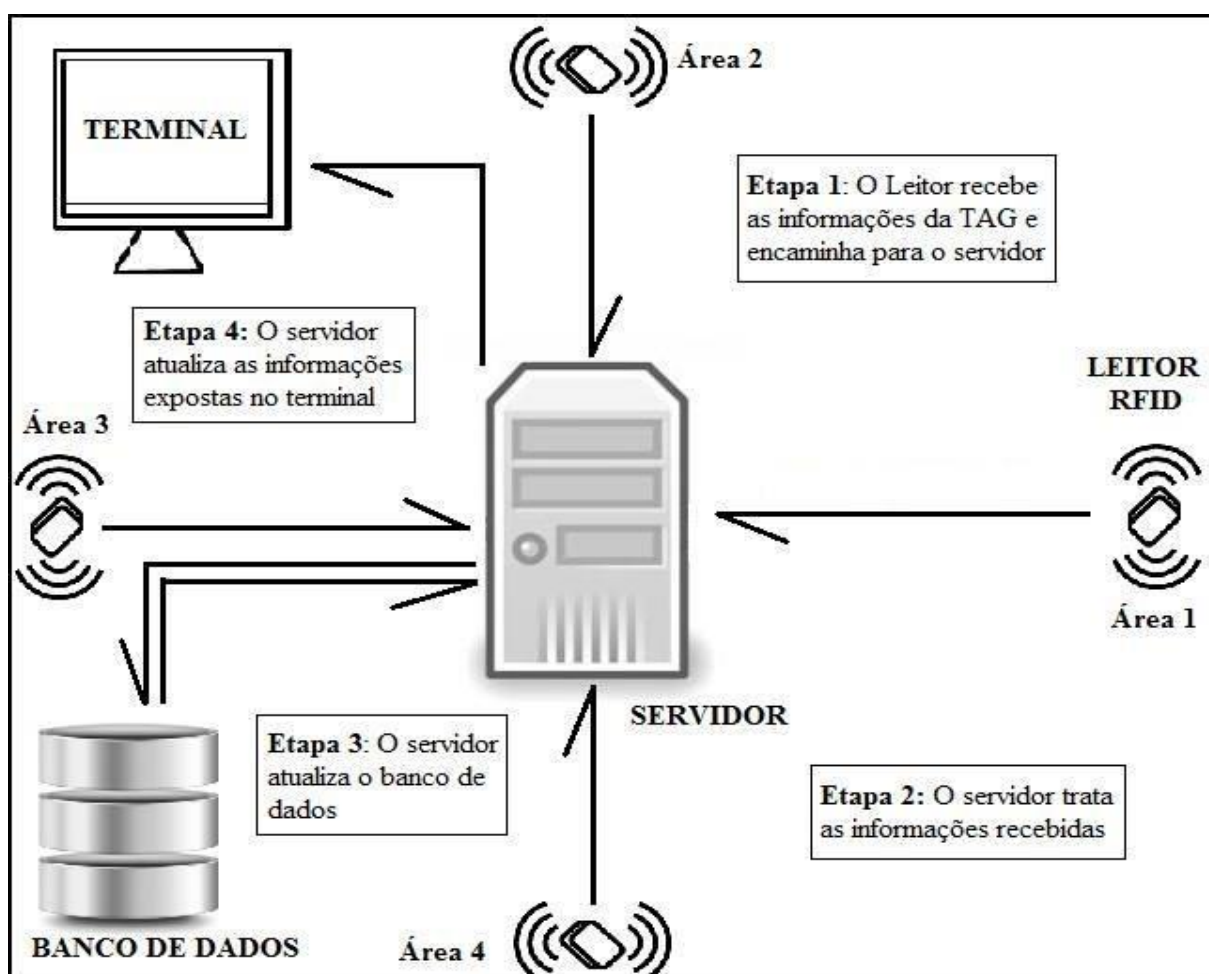 Área 2
TERMINAL
Etapa 1: O Leitor recebe
as informações da TAG e
encaminha para o servidor
Etapa 4: O servidor
atualiza as informações
expostas no terminal
LEITOR
RFID
Área 3
Área 1
SERVIDOR
Etapa 3: O servidor
atualiza o banco de
dados
Etapa 2: O servidor trata
as informações recebidas
BANCO DE DADOS
Área 4